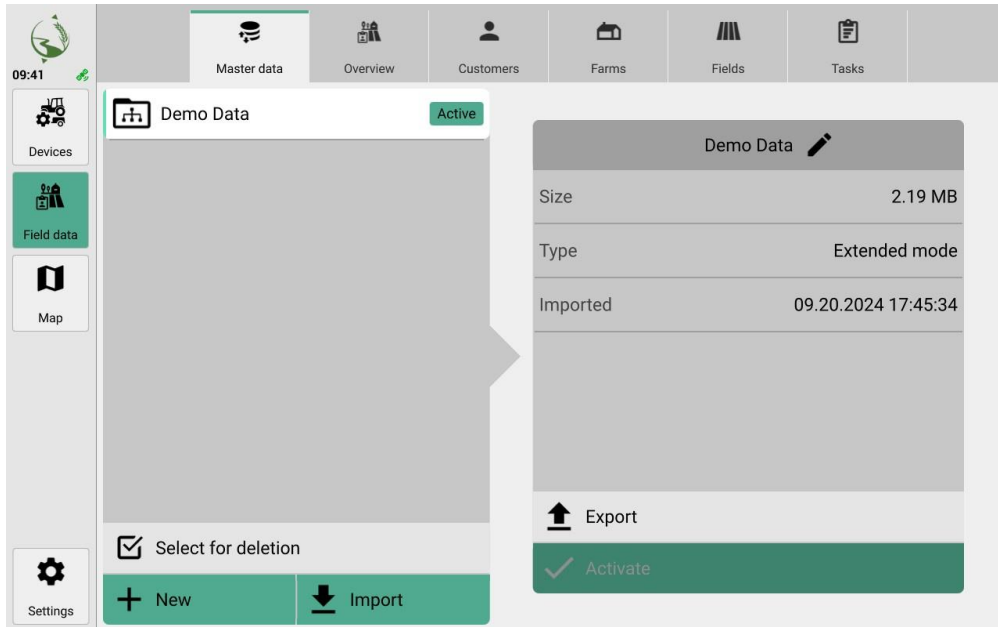 09:41
Master data
Overview
Customers
Farms
Fields
Tasks
Devices
Field data
Map
Settings
Demo Data
Active
Select for deletion
New
Import
Demo Data
Size 2.19 MB
Type Extended mode
Imported 09.20.2024 17:45:34
Export
Activate